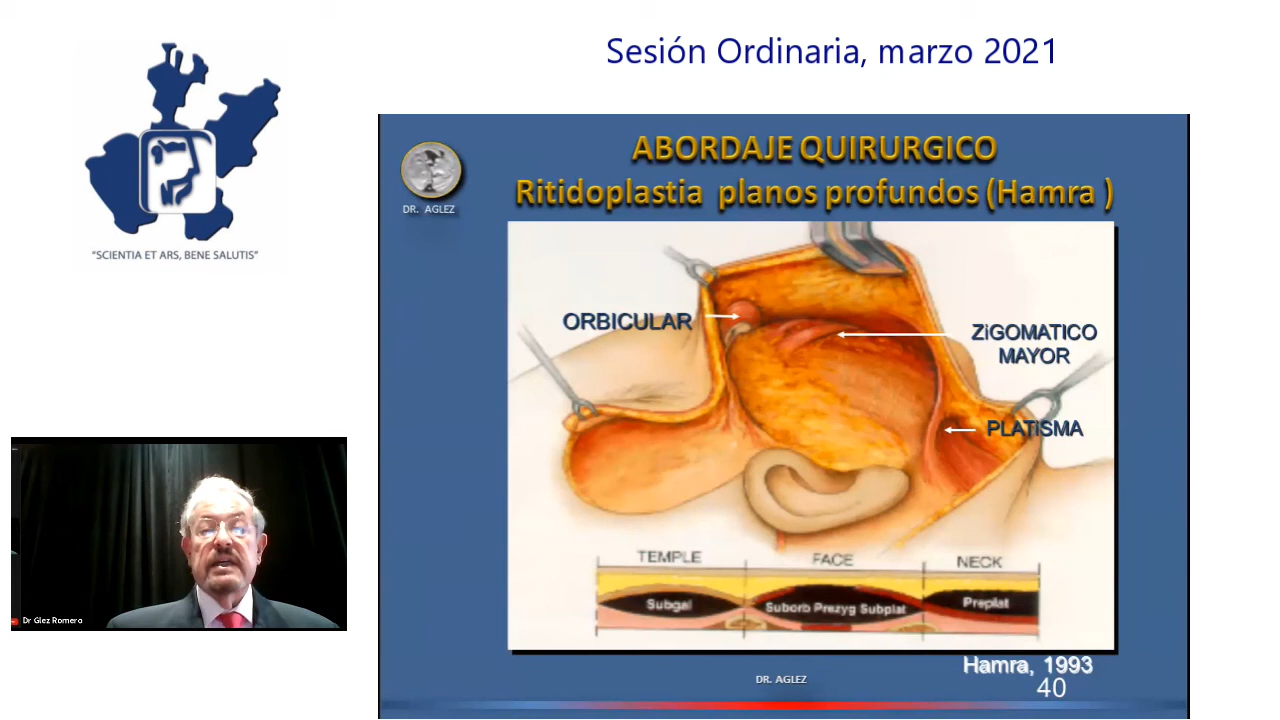 Sesión Ordinaria, marzo 2021
"SCIENTIA ET ARS, BENE SALUTIS"
ABORDAJE QUIRURGICO
Ritidoplastia planos profundos (Hamra )
DR. AGLEZ
ORBICULAR
ZiGOMATICO
MAYOR
PLATiSMA
TEMPLE FACE NECK
Subgal Suborb Prezyg Subplat Preplat
Hamra, 1993
DR. AGLEZ
40
Dr Glez Romero